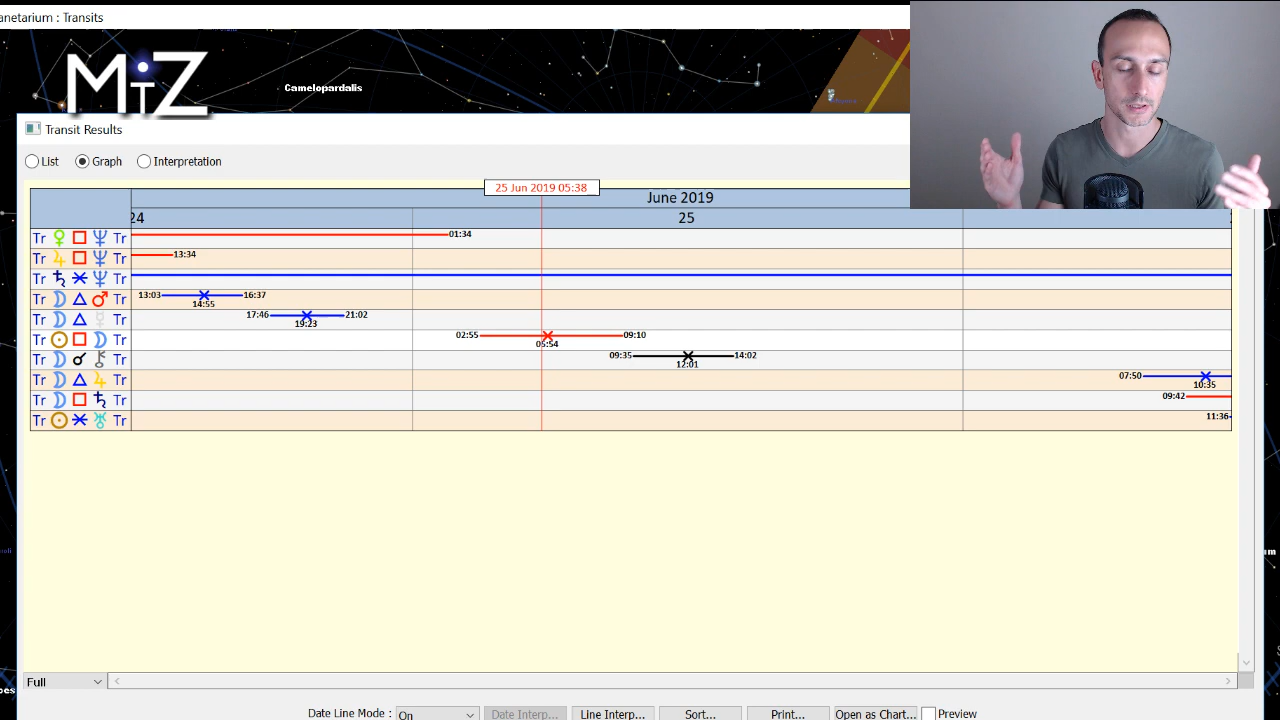 anetarium : Transits
MTZ
Camelopardalis
Transit Results
List Graph Interpretation
25 Jun 2019 05:38
June 2019
24 25
Tr ♀ □ ♆ Tr 01:34
Tr ♃ □ ♆ Tr 13:34
Tr ♄ ⚹ ♆ Tr
Tr ☽ △ ♂ Tr 13:03 14:55 16:37
Tr ☽ △ ☿ Tr 17:46 19:23 21:02
Tr ☉ □ ☽ Tr 02:55 05:54 09:10
Tr ☽ ☌ ⚷ Tr 09:35 12:01 14:02
Tr ☽ △ ♃ Tr 07:50 10:35
Tr ☽ □ ♄ Tr 09:42
Tr ☉ ⚹ ♅ Tr 11:36
Full
Date Line Mode : On Date Interp... Line Interp... Sort... Print... Open as Chart... Preview